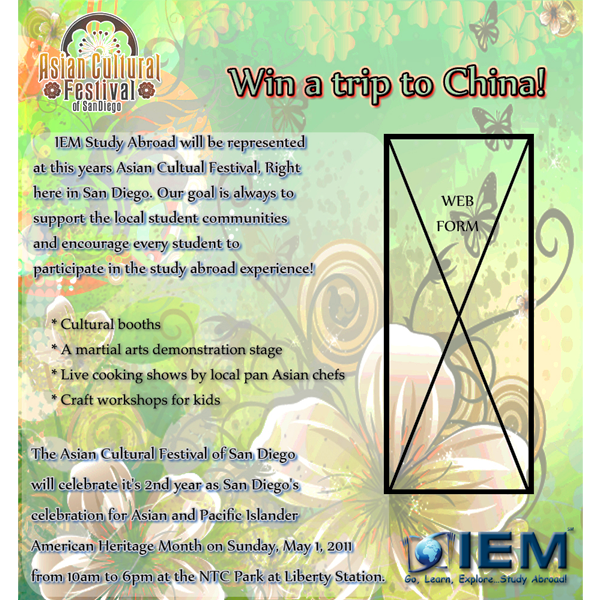 Asian Cultural
Festival
of SanDiego
Win a trip to China!
IEM Study Abroad will be represented
at this years Asian Cultual Festival, Right
here in San Diego. Our goal is always to
support the local student communities
and encourage every student to
participate in the study abroad experience!
WEB
FORM
* Cultural booths
* A martial arts demonstration stage
* Live cooking shows by local pan Asian chefs
* Craft workshops for kids
The Asian Cultural Festival of San Diego
will celebrate it's 2nd year as San Diego's
celebration for Asian and Pacific Islander
American Heritage Month on Sunday, May 1, 2011
from 10am to 6pm at the NTC Park at Liberty Station.
IEM
Go, Learn, Explore...Study Abroad!